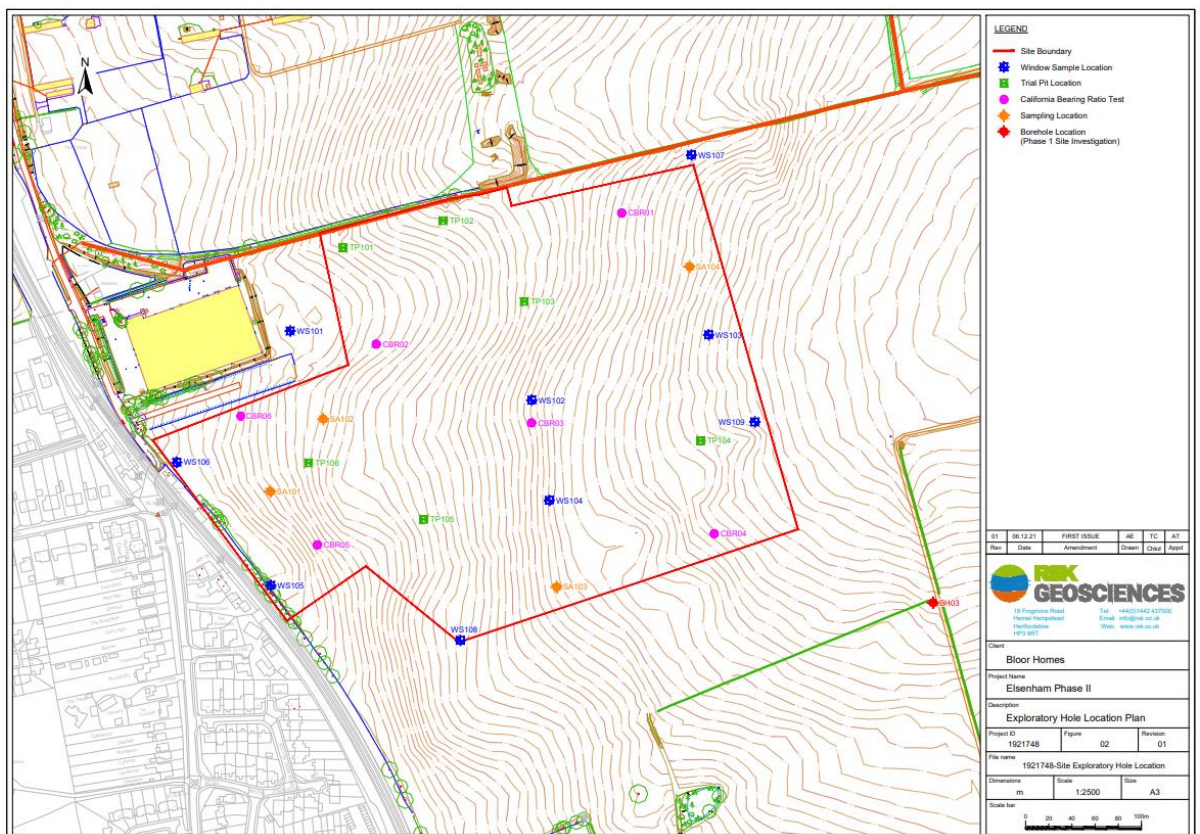 N
WS107
CBR01
TP102
TP101
SA104
TP103
WS101
WS103
CBR02
WS102
CBR06
SA102
CBR03
WS109
TP104
WS106
TP106
SA101
WS104
TP105
CBR04
CBR05
WS105
SA103
BH03
WS108
LEGEND
Site Boundary
Window Sample Location
Trial Pit Location
California Bearing Ratio Test
Sampling Location
Borehole Location
(Phase 1 Site Investigation)
01 06.12.21 FIRST ISSUE AE TC AT
Rev Date Amendment Drawn Chkd Appd
RSK
GEOSCIENCES
18 Frogmore Road Tel: +44(0)1442 437500
Hemel Hempstead Email: info@rsk.co.uk
Hertfordshire Web: www.rsk.co.uk
HP3 9RT
Client
Bloor Homes
Project Name
Elsenham Phase II
Description
Exploratory Hole Location Plan
Project ID Figure Revision
1921748 02 01
File name
1921748-Site Exploratory Hole Location
Dimensions Scale Size
m 1:2500 A3
Scale bar
0 20 40 60 80 100m